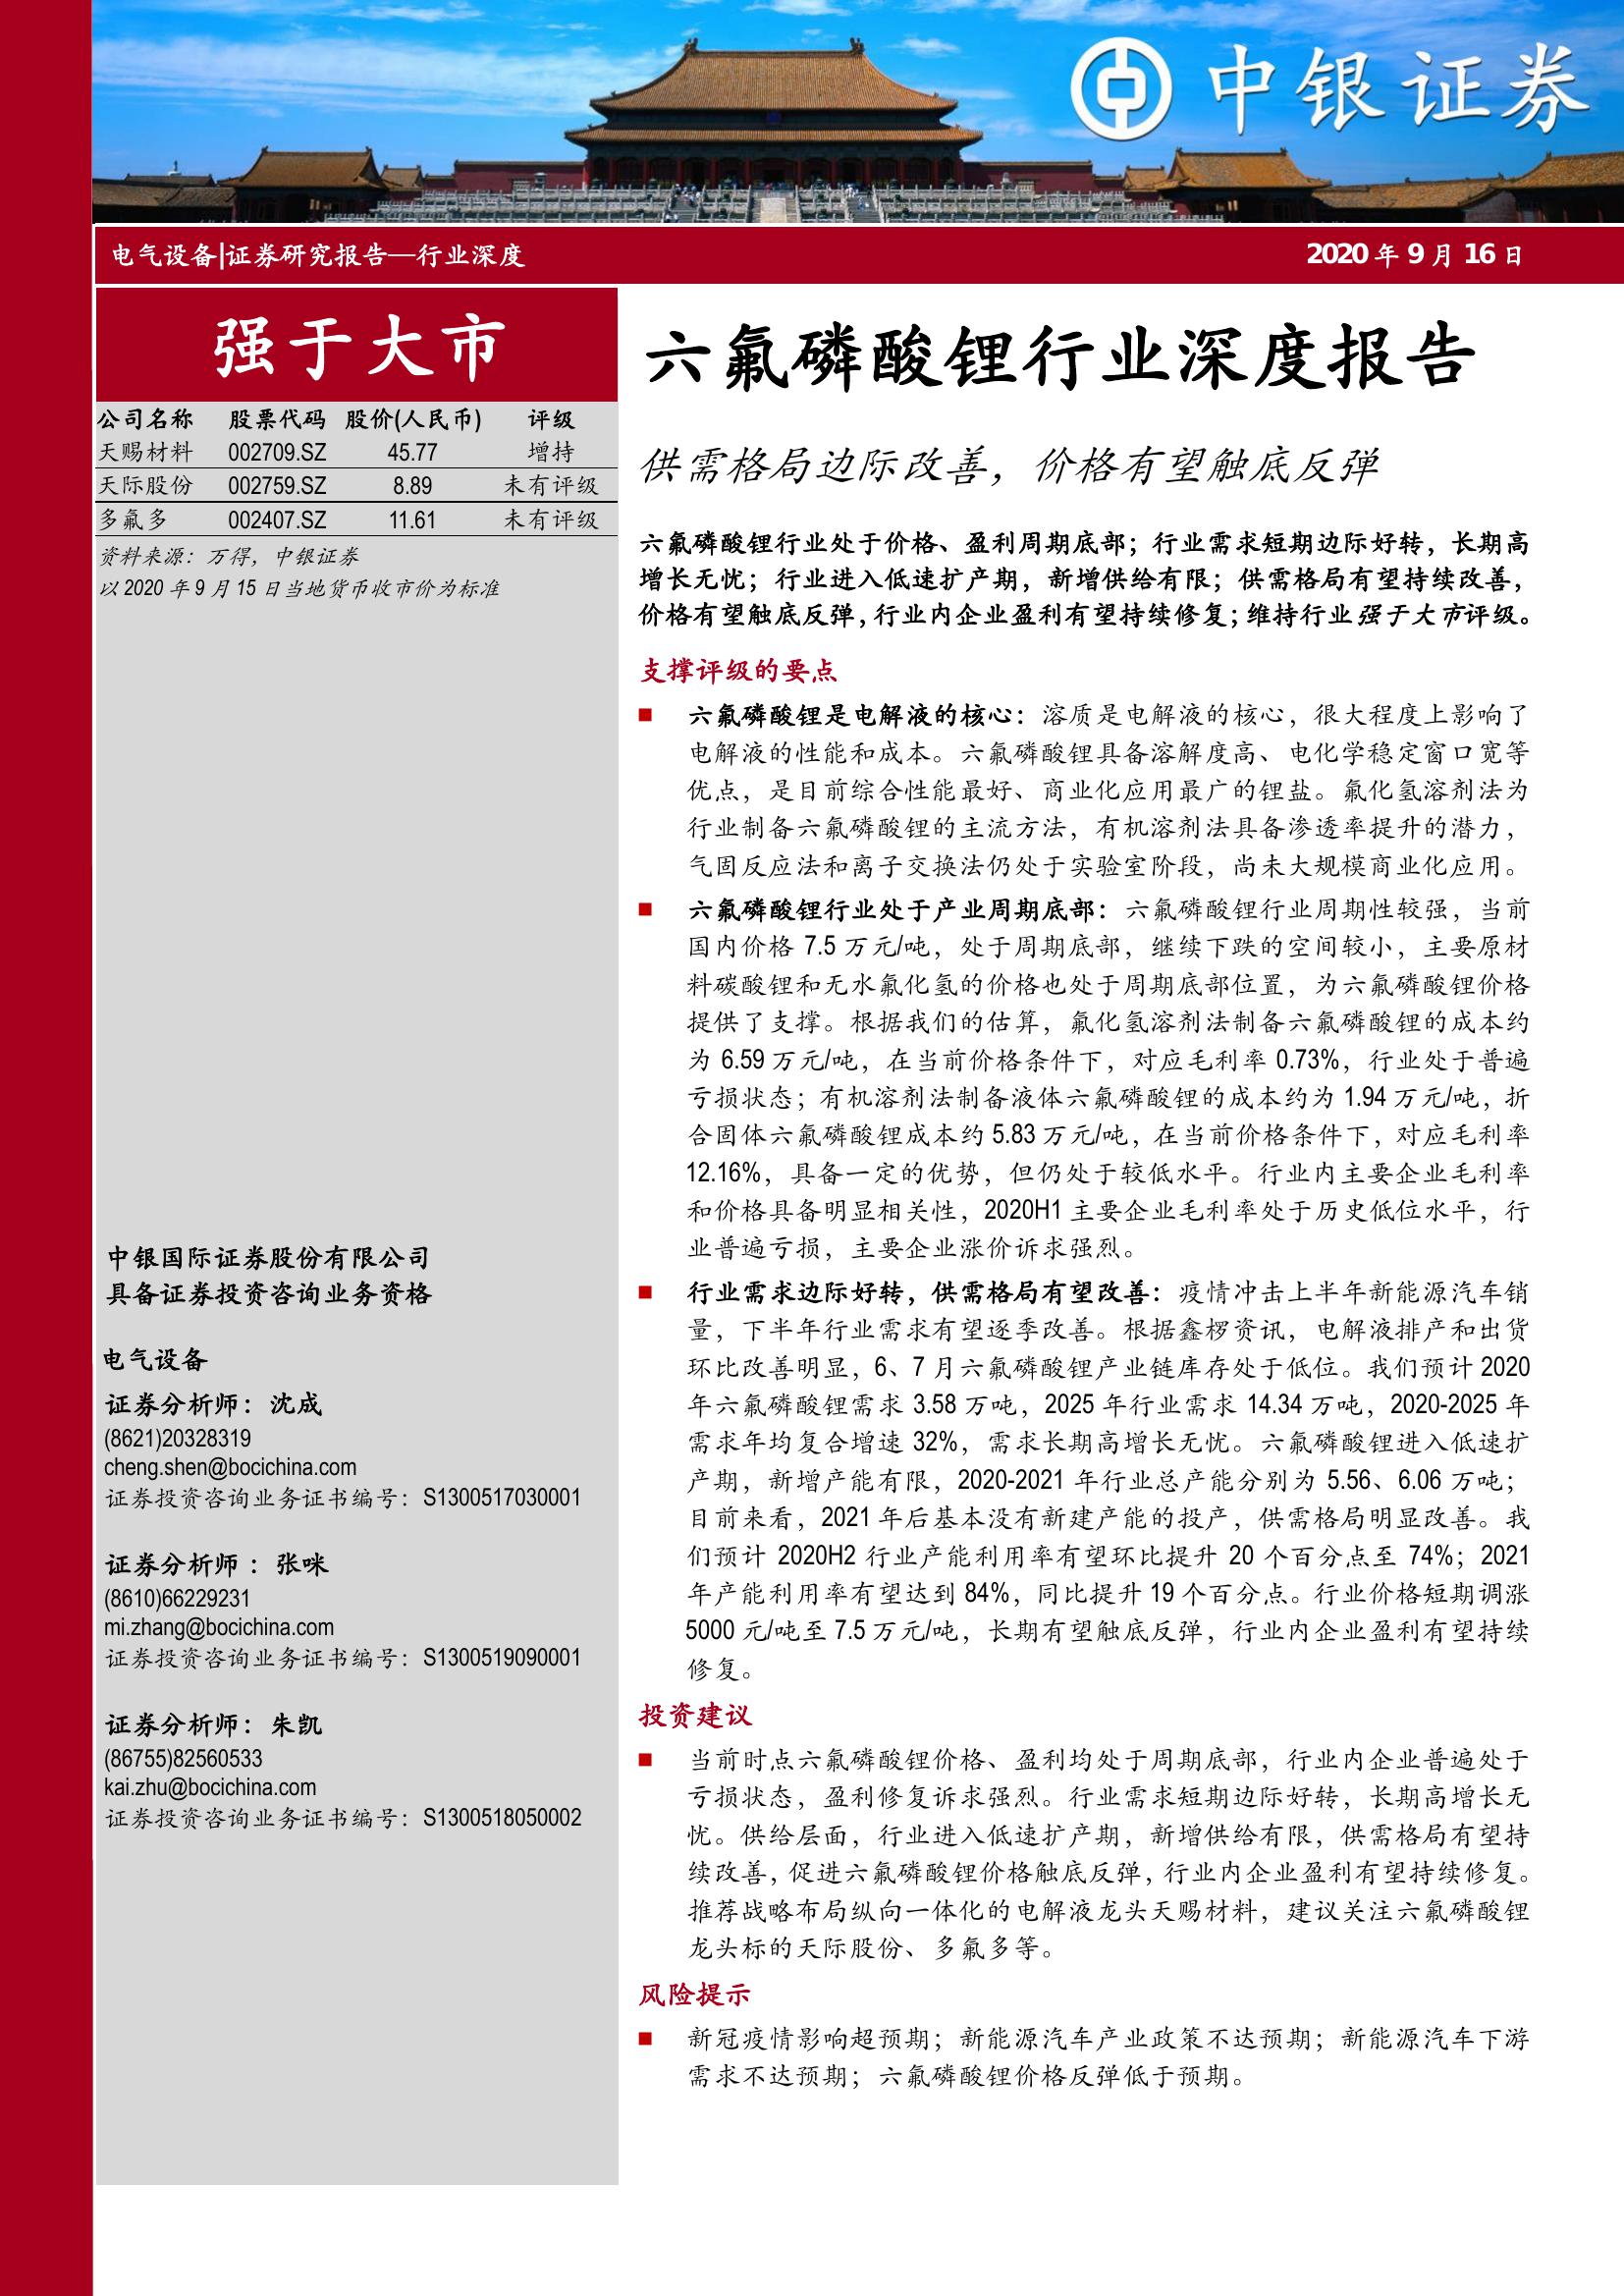 中银证券
电气设备|证券研究报告—行业深度
2020 年 9 月 16 日
强于大市
公司名称 股票代码 股价(人民币) 评级
天赐材料 002709.SZ 45.77 增持
天际股份 002759.SZ 8.89 未有评级
多氟多 002407.SZ 11.61 未有评级
资料来源：万得，中银证券
以 2020 年 9 月 15 日当地货币收市价为标准
中银国际证券股份有限公司
具备证券投资咨询业务资格
电气设备
证券分析师：沈成
(8621)20328319
cheng.shen@bocichina.com
证券投资咨询业务证书编号：S1300517030001
证券分析师 ：张咪
(8610)66229231
mi.zhang@bocichina.com
证券投资咨询业务证书编号：S1300519090001
证券分析师：朱凯
(86755)82560533
kai.zhu@bocichina.com
证券投资咨询业务证书编号：S1300518050002
六氟磷酸锂行业深度报告
供需格局边际改善，价格有望触底反弹
六氟磷酸锂行业处于价格、盈利周期底部；行业需求短期边际好转，长期高
增长无忧；行业进入低速扩产期，新增供给有限；供需格局有望持续改善，
价格有望触底反弹，行业内企业盈利有望持续修复；维持行业强于大市评级。
支撑评级的要点
■ 六氟磷酸锂是电解液的核心：溶质是电解液的核心，很大程度上影响了
电解液的性能和成本。六氟磷酸锂具备溶解度高、电化学稳定窗口宽等
优点，是目前综合性能最好、商业化应用最广的锂盐。氟化氢溶剂法为
行业制备六氟磷酸锂的主流方法，有机溶剂法具备渗透率提升的潜力，
气固反应法和离子交换法仍处于实验室阶段，尚未大规模商业化应用。
■ 六氟磷酸锂行业处于产业周期底部：六氟磷酸锂行业周期性较强，当前
国内价格 7.5 万元/吨，处于周期底部，继续下跌的空间较小，主要原材
料碳酸锂和无水氟化氢的价格也处于周期底部位置，为六氟磷酸锂价格
提供了支撑。根据我们的估算，氟化氢溶剂法制备六氟磷酸锂的成本约
为 6.59 万元/吨，在当前价格条件下，对应毛利率 0.73%，行业处于普遍
亏损状态；有机溶剂法制备液体六氟磷酸锂的成本约为 1.94 万元/吨，折
合固体六氟磷酸锂成本约 5.83 万元/吨，在当前价格条件下，对应毛利率
12.16%，具备一定的优势，但仍处于较低水平。行业内主要企业毛利率
和价格具备明显相关性，2020H1 主要企业毛利率处于历史低位水平，行
业普遍亏损，主要企业涨价诉求强烈。
■ 行业需求边际好转，供需格局有望改善：疫情冲击上半年新能源汽车销
量，下半年行业需求有望逐季改善。根据鑫椤资讯，电解液排产和出货
环比改善明显，6、7 月六氟磷酸锂产业链库存处于低位。我们预计 2020
年六氟磷酸锂需求 3.58 万吨，2025 年行业需求 14.34 万吨，2020-2025 年
需求年均复合增速 32%，需求长期高增长无忧。六氟磷酸锂进入低速扩
产期，新增产能有限，2020-2021 年行业总产能分别为 5.56、6.06 万吨；
目前来看，2021 年后基本没有新建产能的投产，供需格局明显改善。我
们预计 2020H2 行业产能利用率有望环比提升 20 个百分点至 74%；2021
年产能利用率有望达到 84%，同比提升 19 个百分点。行业价格短期调涨
5000 元/吨至 7.5 万元/吨，长期有望触底反弹，行业内企业盈利有望持续
修复。
投资建议
■ 当前时点六氟磷酸锂价格、盈利均处于周期底部，行业内企业普遍处于
亏损状态，盈利修复诉求强烈。行业需求短期边际好转，长期高增长无
忧。供给层面，行业进入低速扩产期，新增供给有限，供需格局有望持
续改善，促进六氟磷酸锂价格触底反弹，行业内企业盈利有望持续修复。
推荐战略布局纵向一体化的电解液龙头天赐材料，建议关注六氟磷酸锂
龙头标的天际股份、多氟多等。
风险提示
■ 新冠疫情影响超预期；新能源汽车产业政策不达预期；新能源汽车下游
需求不达预期；六氟磷酸锂价格反弹低于预期。